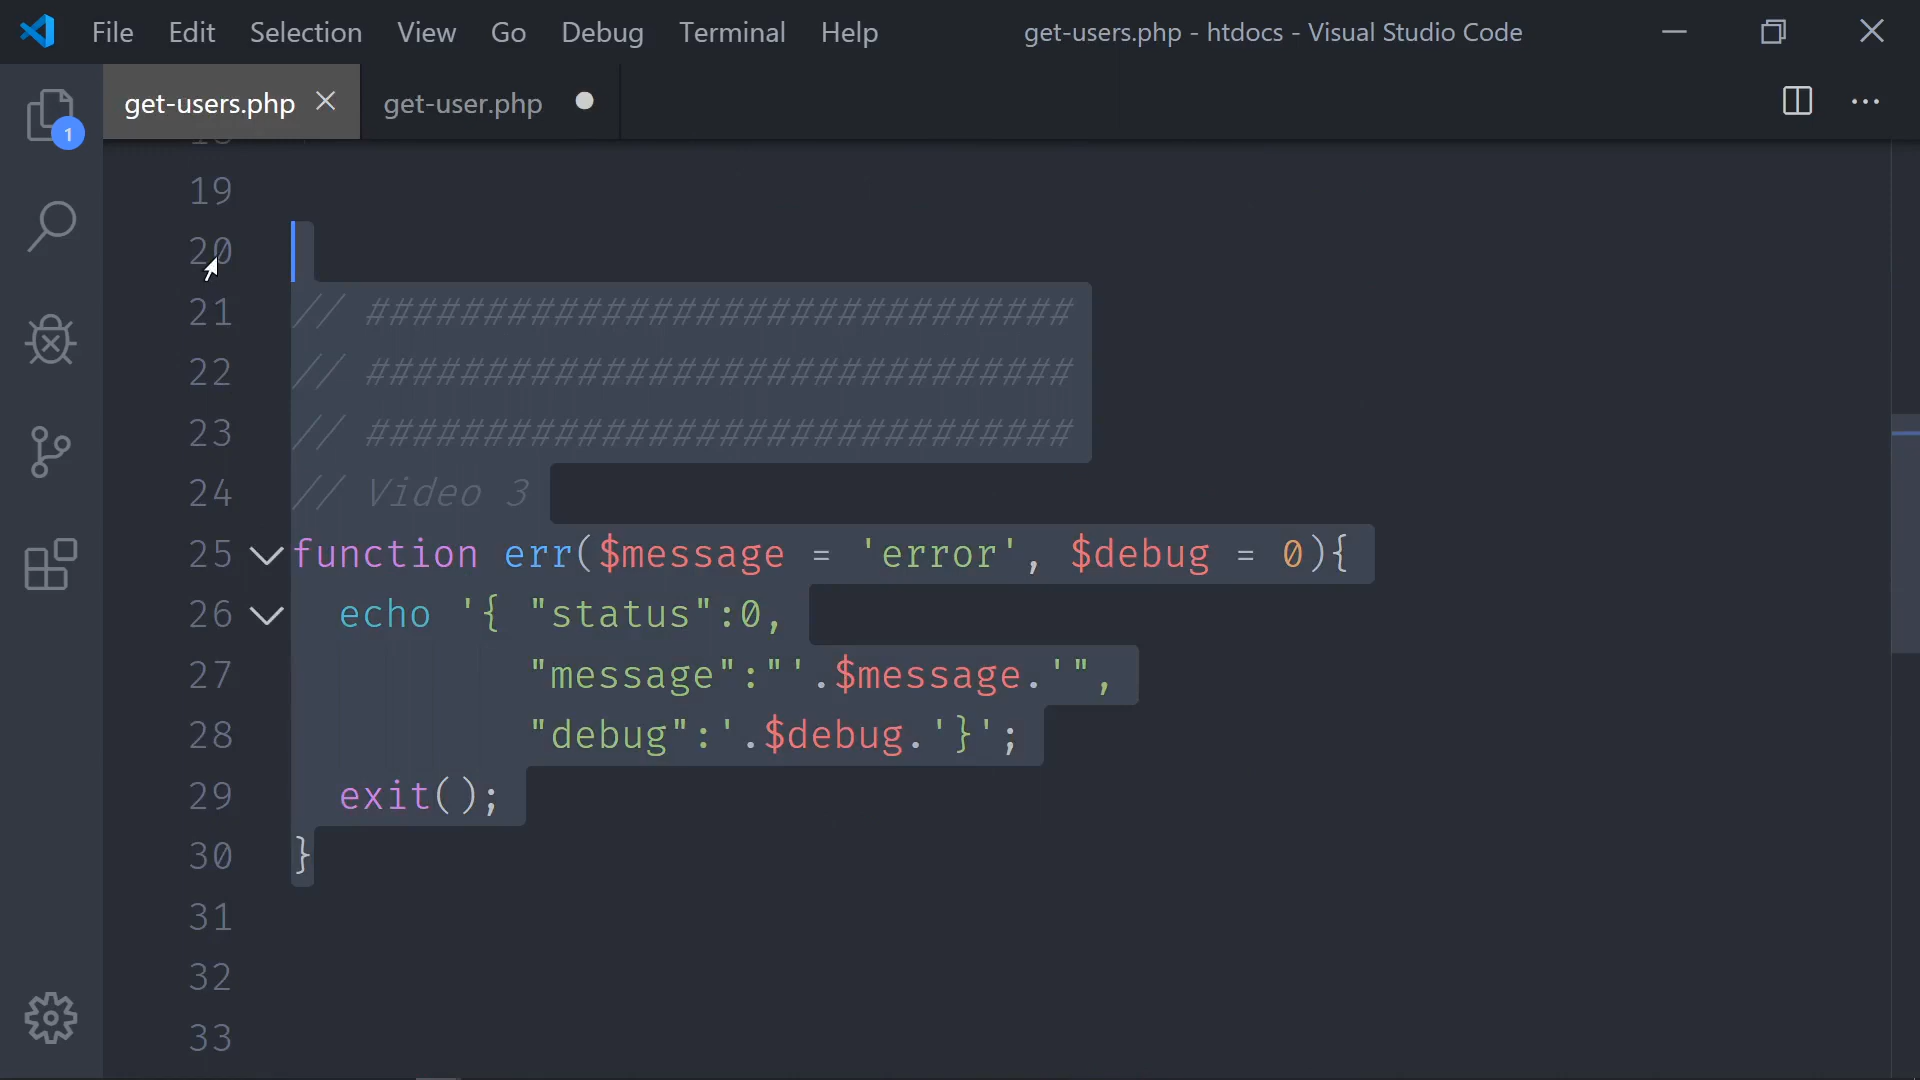 File Edit Selection View Go Debug Terminal Help get-users.php - htdocs - Visual Studio Code
get-users.php get-user.php
1
19
20
21 // ##############################
22 // ##############################
23 // ##############################
24 // Video 3
25 function err($message = 'error', $debug = 0){
26 echo '{ "status":0,
27 "message":"'.$message.'",
28 "debug":'.$debug.'}';
29 exit();
30 }
31
32
33